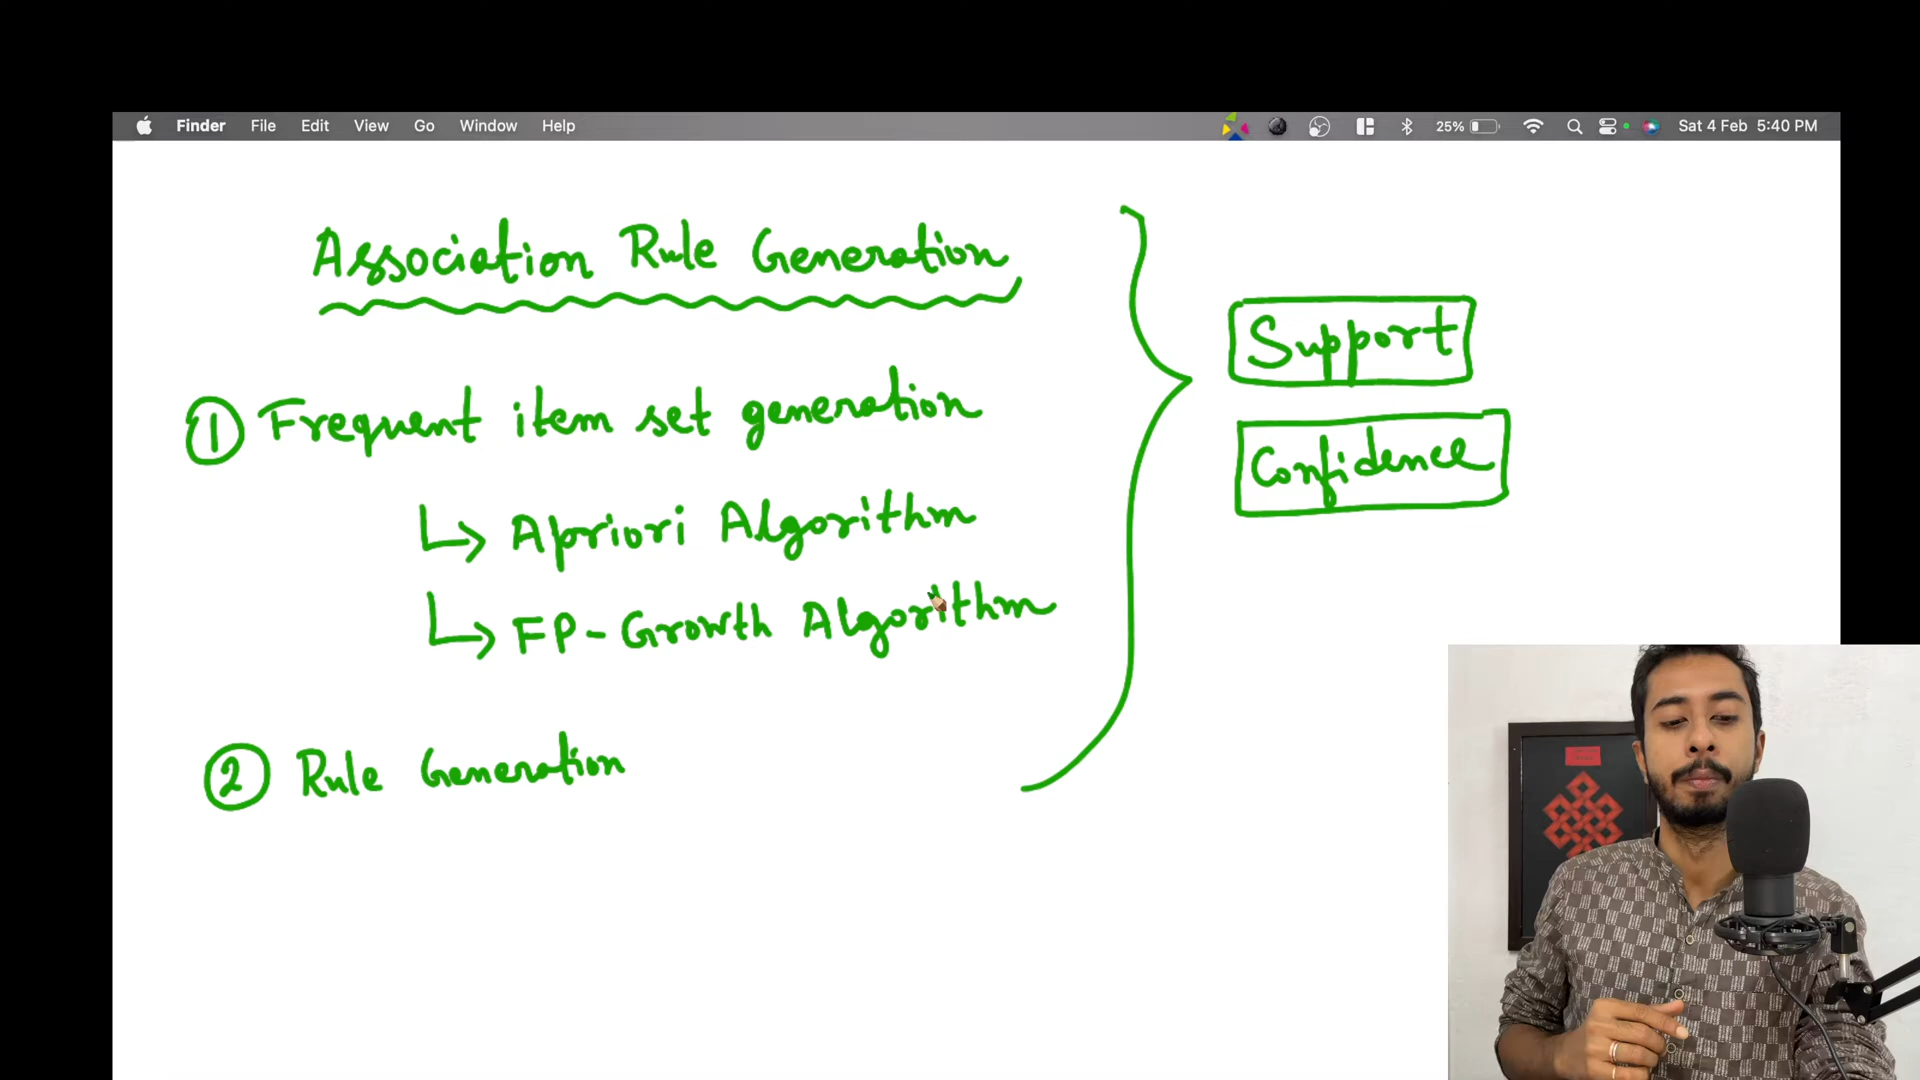 Finder File Edit View Go Window Help 25% Sat 4 Feb 5:40 PM
Association Rule Generation
① Frequent item set generation
↳ Apriori Algorithm
↳ FP-Growth Algorithm
② Rule Generation
Support
Confidence